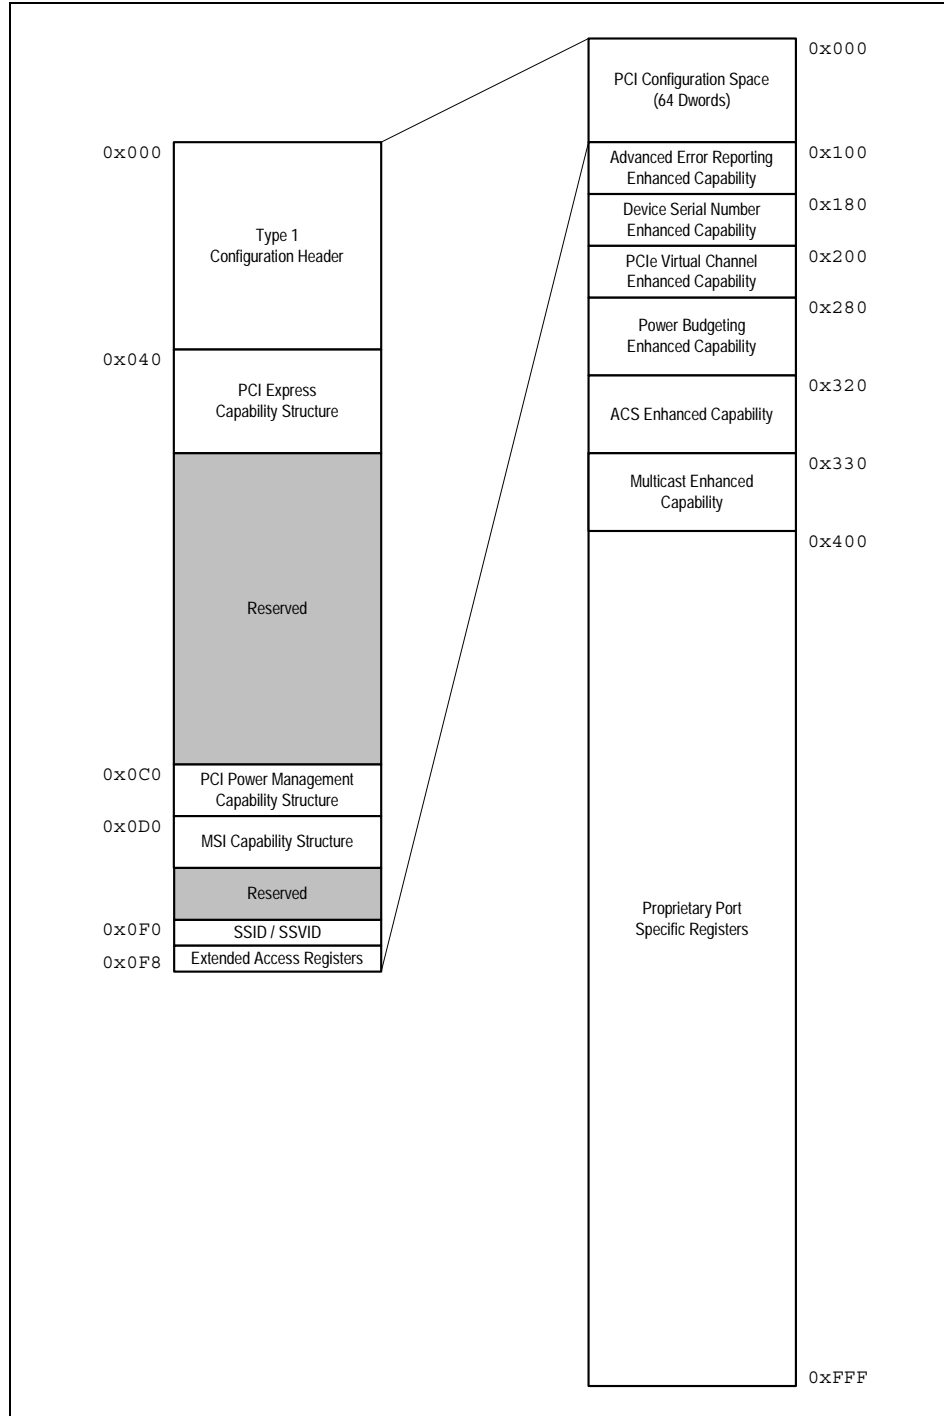 0x000
Type 1
Configuration Header
0x040
PCI Express
Capability Structure
Reserved
0x0C0
PCI Power Management
Capability Structure
0x0D0
MSI Capability Structure
Reserved
0x0F0
SSID / SSVID
0x0F8
Extended Access Registers
0x000
PCI Configuration Space
(64 Dwords)
0x100
Advanced Error Reporting
Enhanced Capability
0x180
Device Serial Number
Enhanced Capability
0x200
PCIe Virtual Channel
Enhanced Capability
0x280
Power Budgeting
Enhanced Capability
0x320
ACS Enhanced Capability
0x330
Multicast Enhanced
Capability
0x400
Proprietary Port
Specific Registers
0xFFF